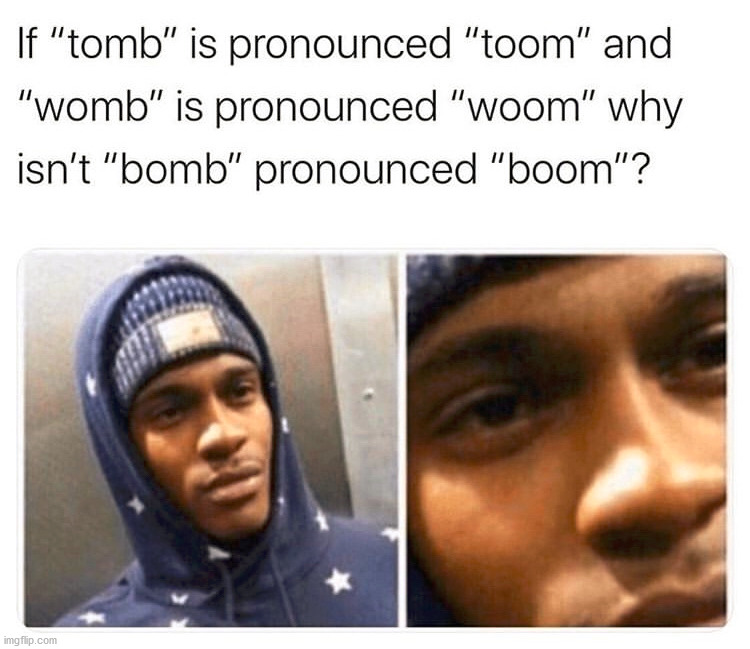 If "tomb" is pronounced "toom" and
"womb" is pronounced "woom" why
isn't "bomb" pronounced "boom"?
imgflip.com